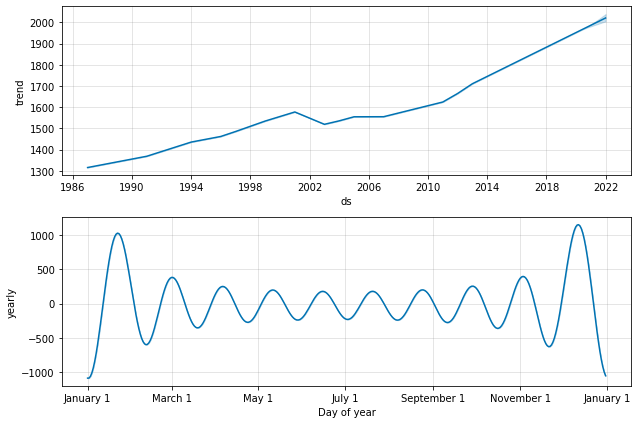 2000
1900
1800
1700
1600
1500
1400
1300
trend
1986 1990 1994 1998 2002 2006 2010 2014 2018 2022
ds
1000
500
0
−500
−1000
yearly
January 1 March 1 May 1 July 1 September 1 November 1 January 1
Day of year